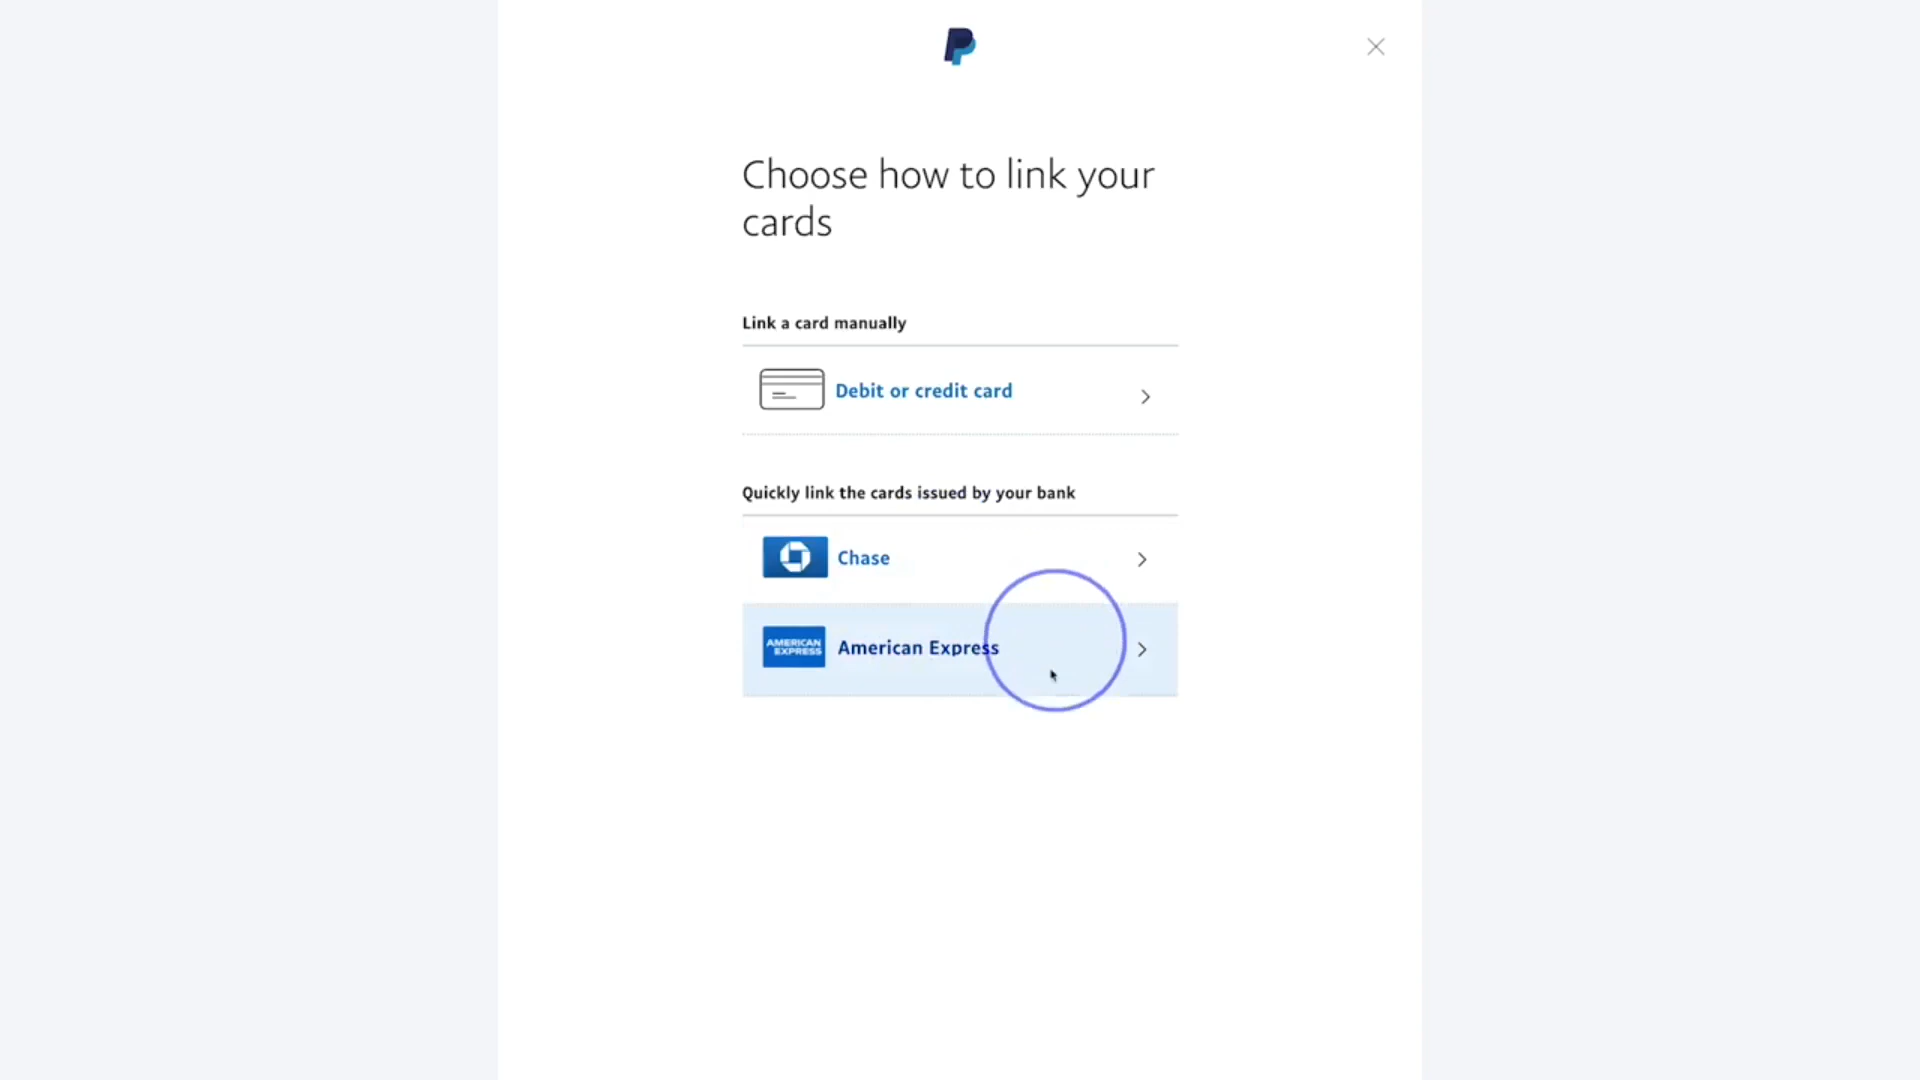 Choose how to link your
cards
Link a card manually
Debit or credit card
Quickly link the cards issued by your bank
Chase
AMERICAN
EXPRESS
American Express